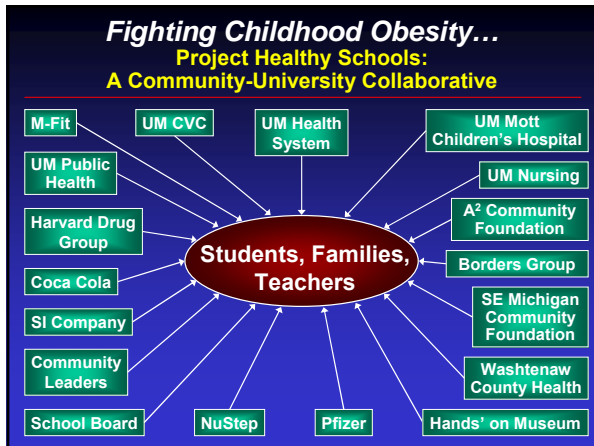 Fighting Childhood Obesity…
Project Healthy Schools:
A Community-University Collaborative
M-Fit
UM CVC
UM Health
System
UM Mott
Children's Hospital
UM Public
Health
UM Nursing
Harvard Drug
Group
A² Community
Foundation
Students, Families,
Teachers
Coca Cola
Borders Group
SI Company
SE Michigan
Community
Foundation
Community
Leaders
Washtenaw
County Health
School Board
NuStep
Pfizer
Hands' on Museum